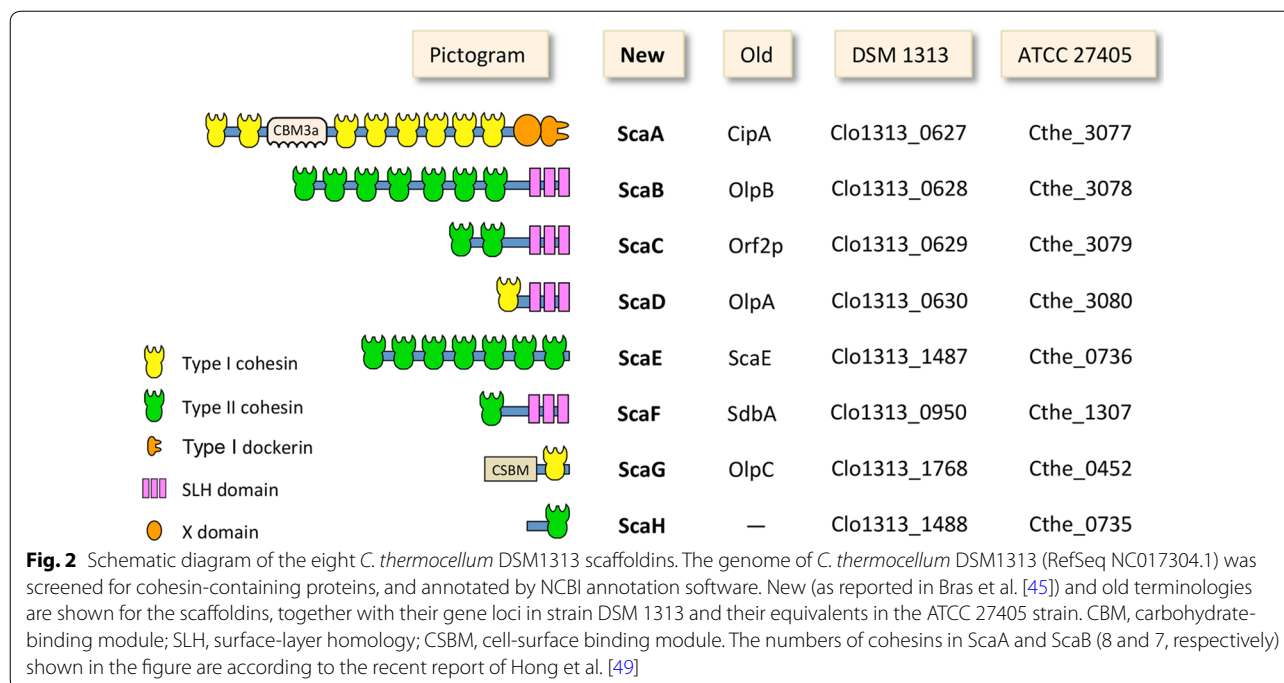 Pictogram New Old DSM 1313 ATCC 27405
CBM3a ScaA CipA Clo1313_0627 Cthe_3077
ScaB OlpB Clo1313_0628 Cthe_3078
ScaC Orf2p Clo1313_0629 Cthe_3079
ScaD OlpA Clo1313_0630 Cthe_3080
Type I cohesin ScaE ScaE Clo1313_1487 Cthe_0736
Type II cohesin ScaF SdbA Clo1313_0950 Cthe_1307
Type I dockerin
CSBM ScaG OlpC Clo1313_1768 Cthe_0452
SLH domain
X domain ScaH — Clo1313_1488 Cthe_0735
Fig. 2 Schematic diagram of the eight C. thermocellum DSM1313 scaffoldins. The genome of C. thermocellum DSM1313 (RefSeq NC017304.1) was
screened for cohesin-containing proteins, and annotated by NCBI annotation software. New (as reported in Bras et al. [45]) and old terminologies
are shown for the scaffoldins, together with their gene loci in strain DSM 1313 and their equivalents in the ATCC 27405 strain. CBM, carbohydrate-
binding module; SLH, surface-layer homology; CSBM, cell-surface binding module. The numbers of cohesins in ScaA and ScaB (8 and 7, respectively)
shown in the figure are according to the recent report of Hong et al. [49]